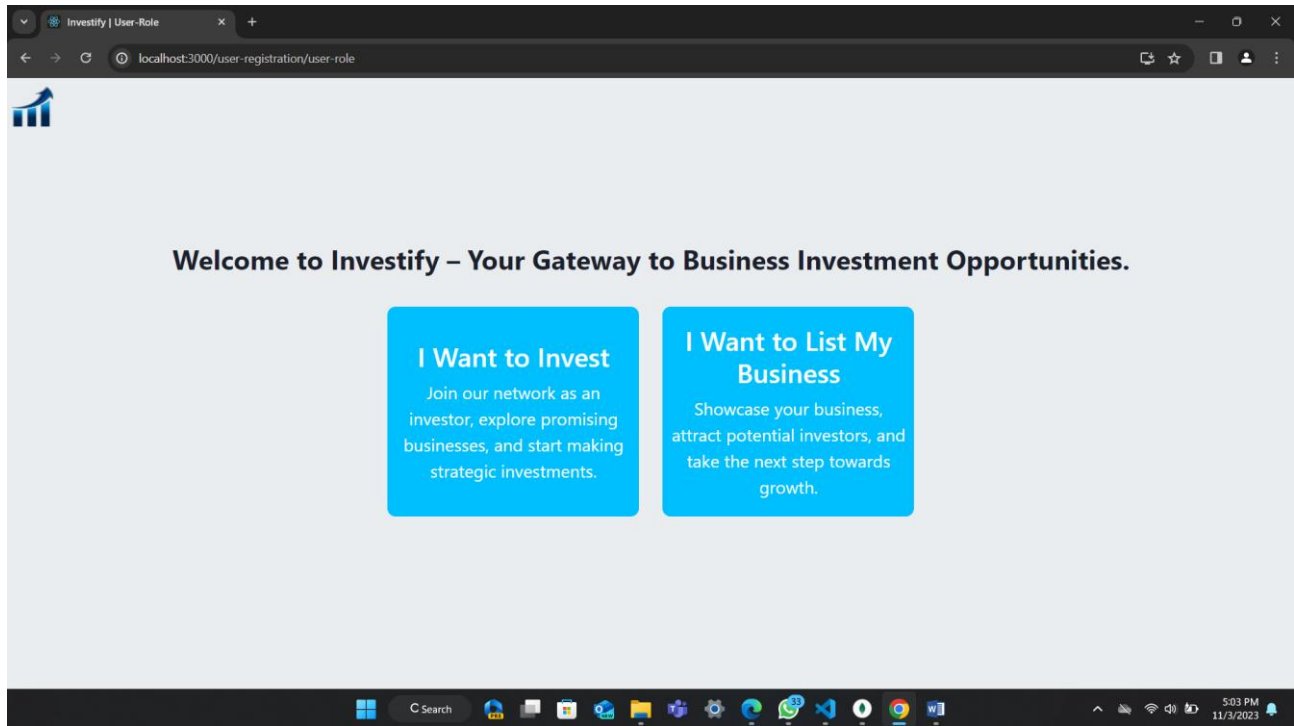 Investify | User-Role
localhost:3000/user-registration/user-role
Welcome to Investify – Your Gateway to Business Investment Opportunities.
I Want to Invest
Join our network as an
investor, explore promising
businesses, and start making
strategic investments.
I Want to List My
Business
Showcase your business,
attract potential investors, and
take the next step towards
growth.
C Search
PRE
NEW
33
W
5:03 PM
11/3/2023